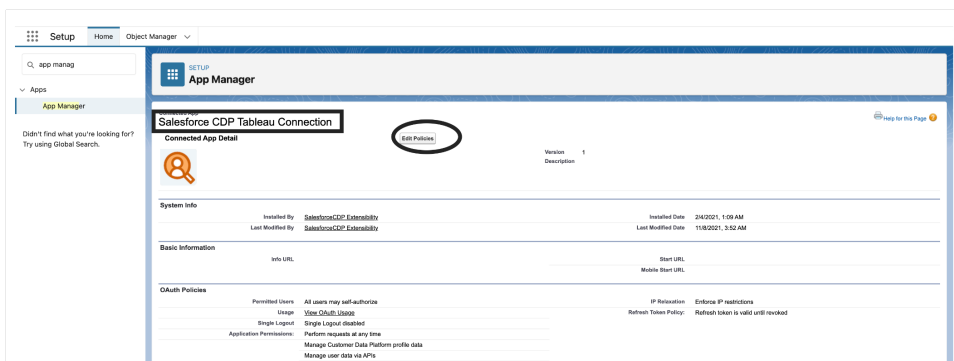 Setup Home Object Manager
app manag
Apps
App Manager
Didn't find what you're looking for?
Try using Global Search.
SETUP
App Manager
Connected App
Salesforce CDP Tableau Connection
Help for this Page
Connected App Detail
Edit Policies
Version 1
Description
System Info
Installed By SalesforceCDP Extensibility Installed Date 2/4/2021, 1:09 AM
Last Modified By SalesforceCDP Extensibility Last Modified Date 11/8/2021, 3:52 AM
Basic Information
Info URL Start URL
Mobile Start URL
OAuth Policies
Permitted Users All users may self-authorize IP Relaxation Enforce IP restrictions
Usage View OAuth Usage Refresh Token Policy: Refresh token is valid until revoked
Single Logout Single Logout disabled
Application Permissions: Perform requests at any time
Manage Customer Data Platform profile data
Manage user data via APIs